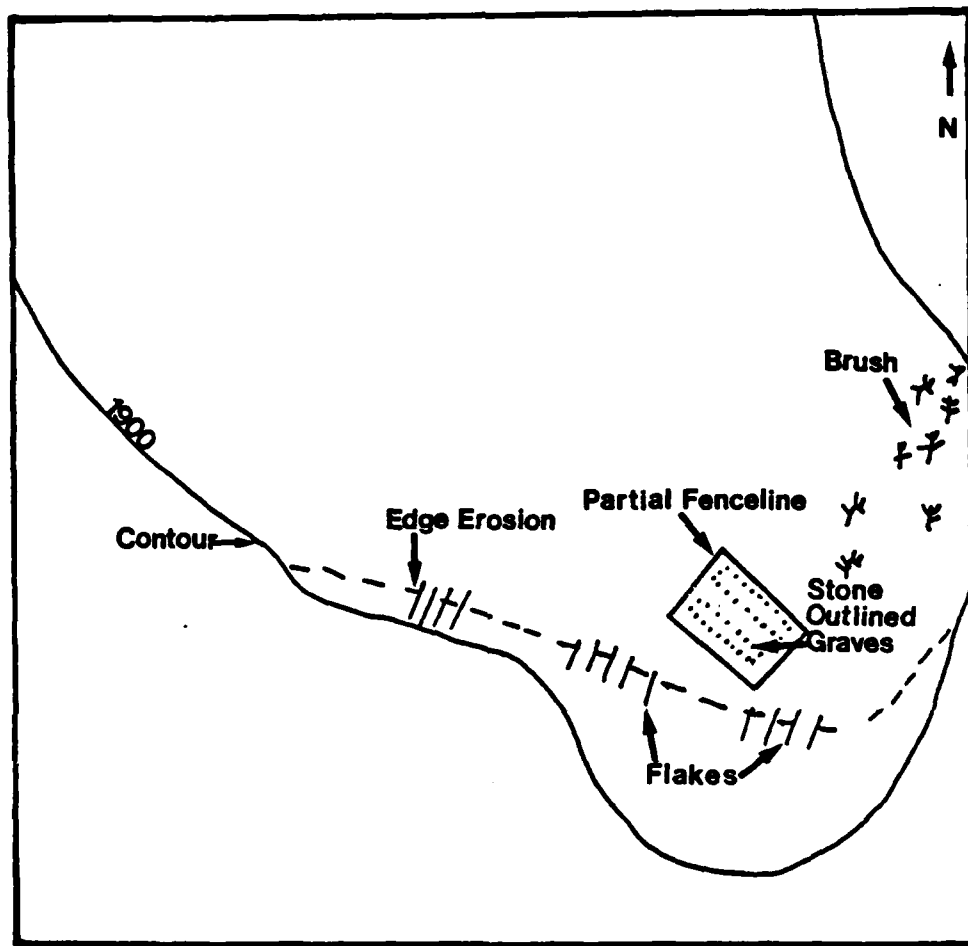 N
Brush
1900
Partial Fenceline
Edge Erosion
Contour
Stone
Outlined
Graves
Flakes